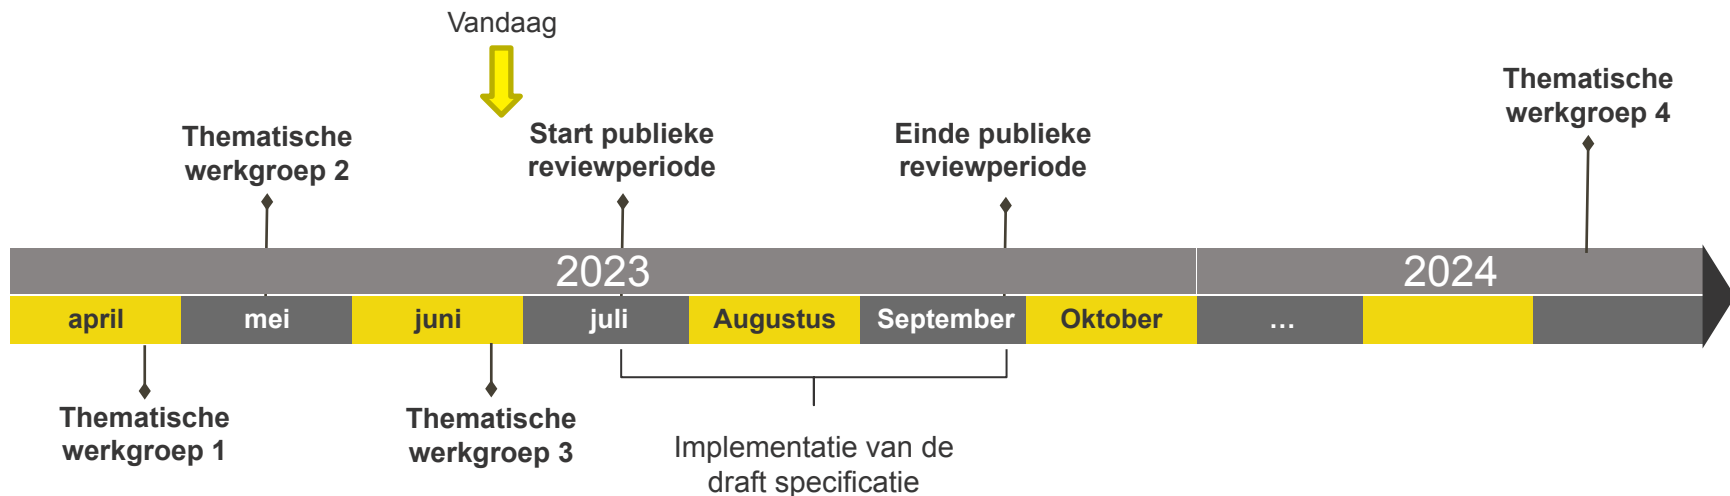 Vandaag
Thematische
werkgroep 2
Start publieke
reviewperiode
Einde publieke
reviewperiode
Thematische
werkgroep 4
2023
2024
april
mei
juni
juli
Augustus
September
Oktober
...
Thematische
werkgroep 1
Thematische
werkgroep 3
Implementatie van de
draft specificatie